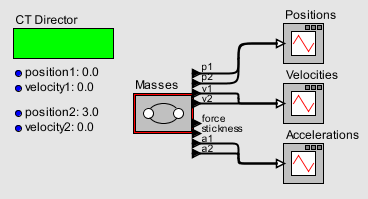 CT Director
position1: 0.0
velocity1: 0.0
position2: 3.0
velocity2: 0.0
Masses
p1
p2
v1
v2
force
stickness
a1
a2
Positions
Velocities
Accelerations